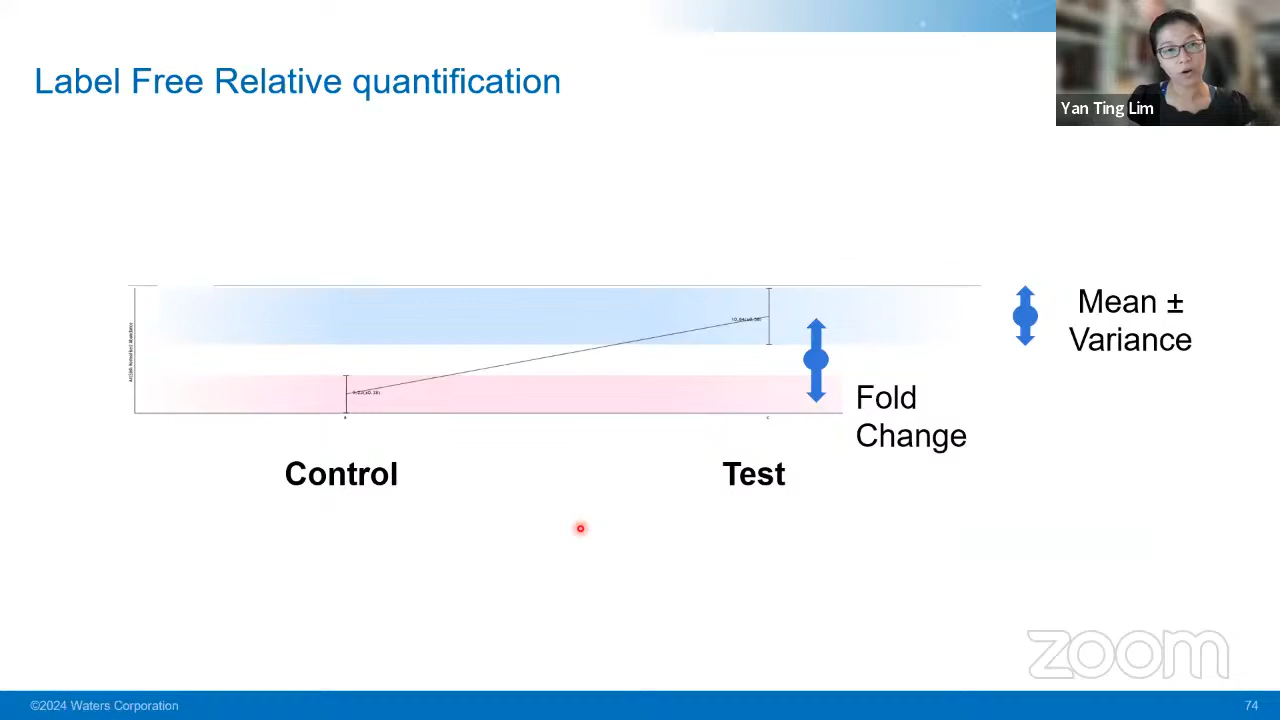 Label Free Relative quantification
Yan Ting Lim
Mean ±
Variance
Fold
Change
Control
Test
zoom
©2024 Waters Corporation
74